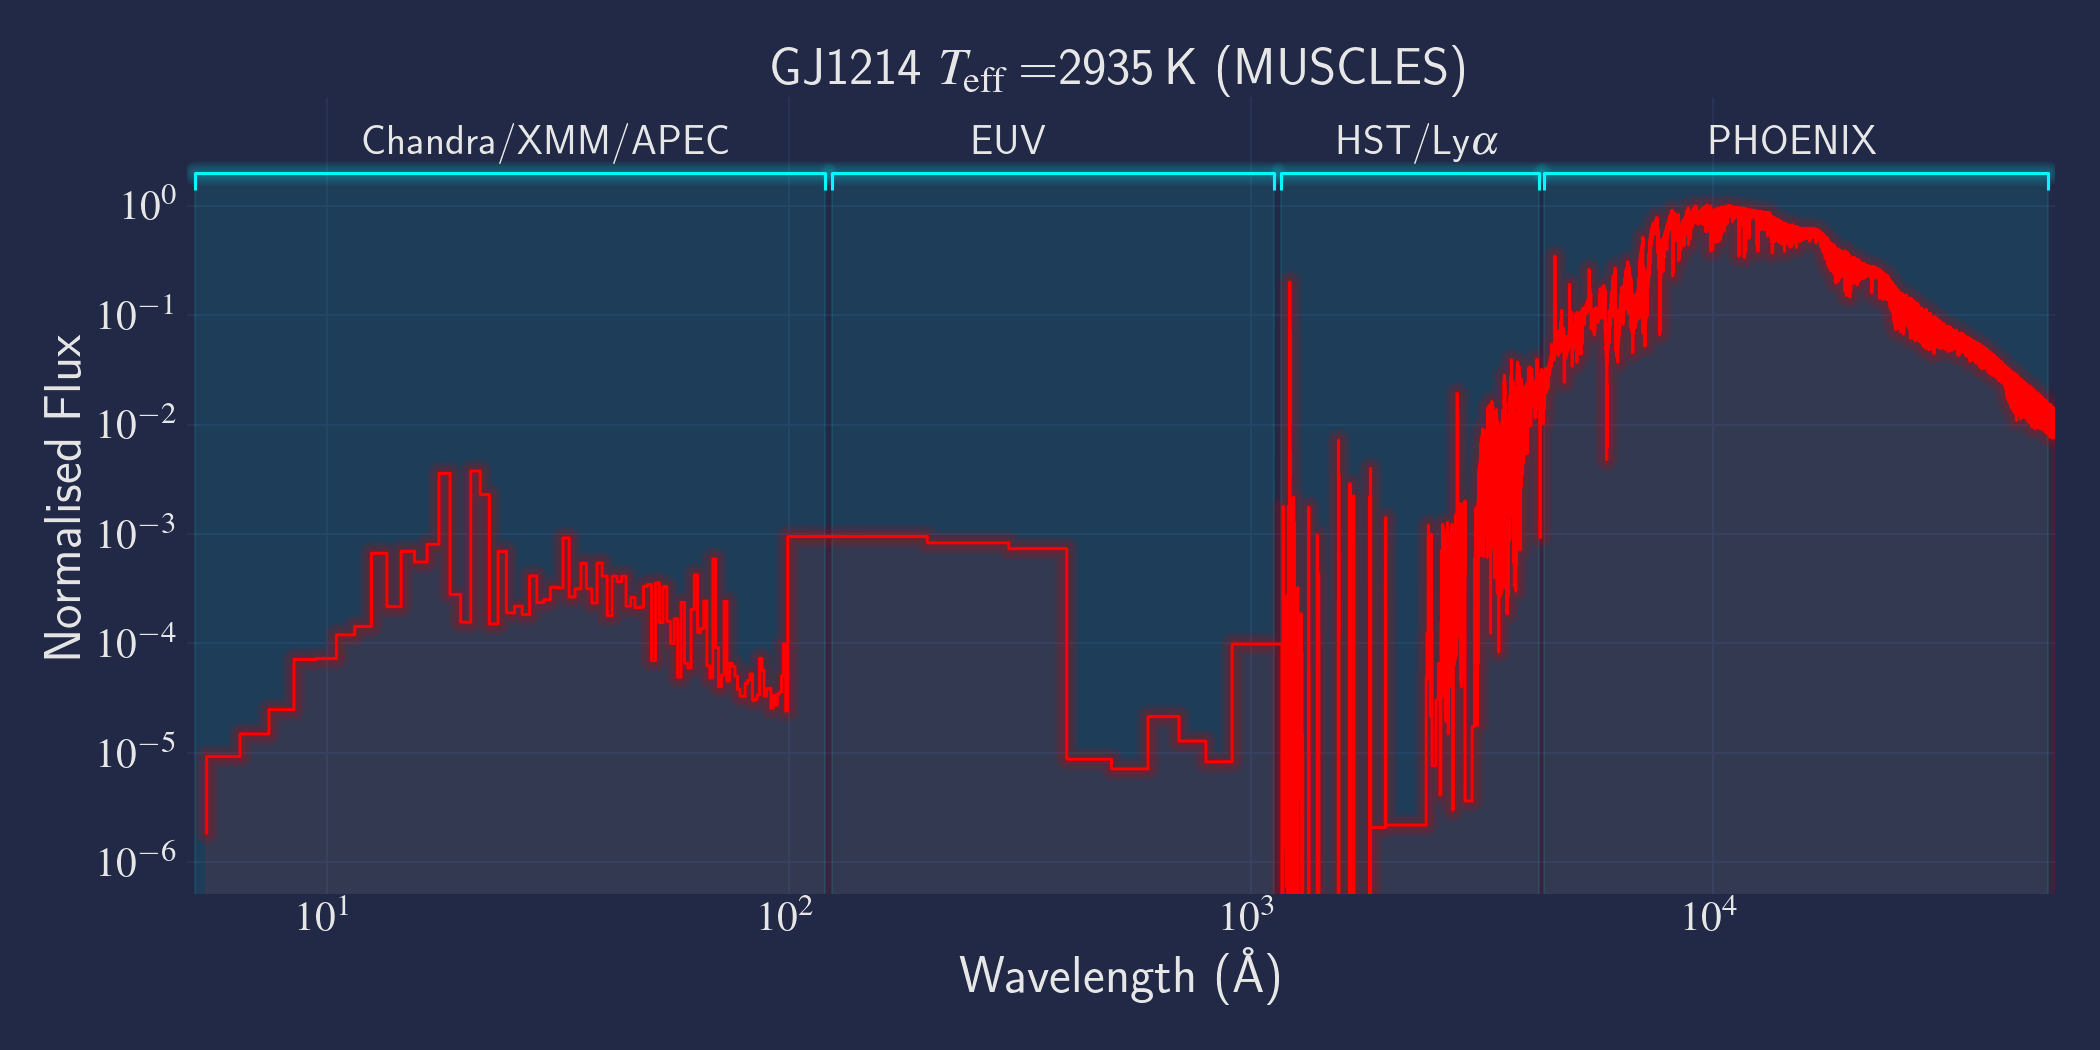 GJ1214 T_eff =2935 K (MUSCLES)
Chandra/XMM/APEC EUV HST/Lyα PHOENIX
10^0
10^−1
10^−2
10^−3
10^−4
10^−5
10^−6
Normalised Flux
10^1 10^2 10^3 10^4
Wavelength (Å)